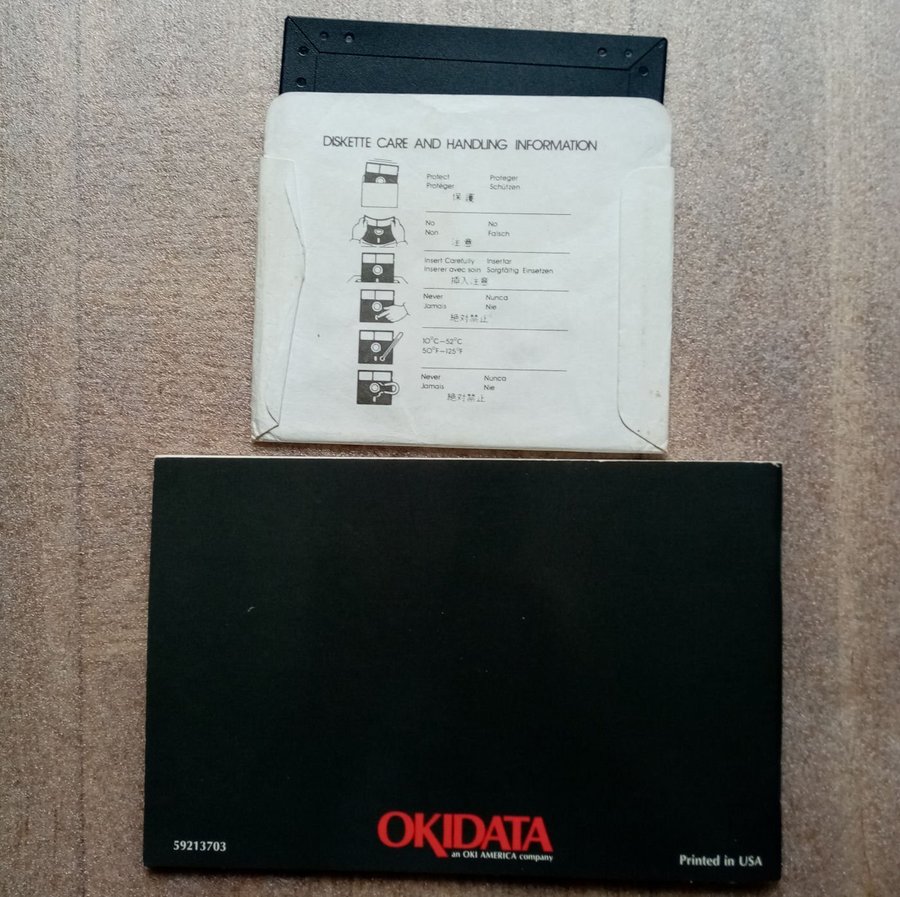 DISKETTE CARE AND HANDLING INFORMATION
Protect Proteger
Protéger Schützen
保護
No No
Non Falsch
注意
Insert Carefully Insertar
Inserer avec soin Sorgfältig Einsetzen
挿入注意
Never Nunca
Jamais Nie
絶対禁止
10°C–52°C
50°F–125°F
Never Nunca
Jamais Nie
絶対禁止
OKIDATA
an OKI AMERICA company
59213703
Printed in USA